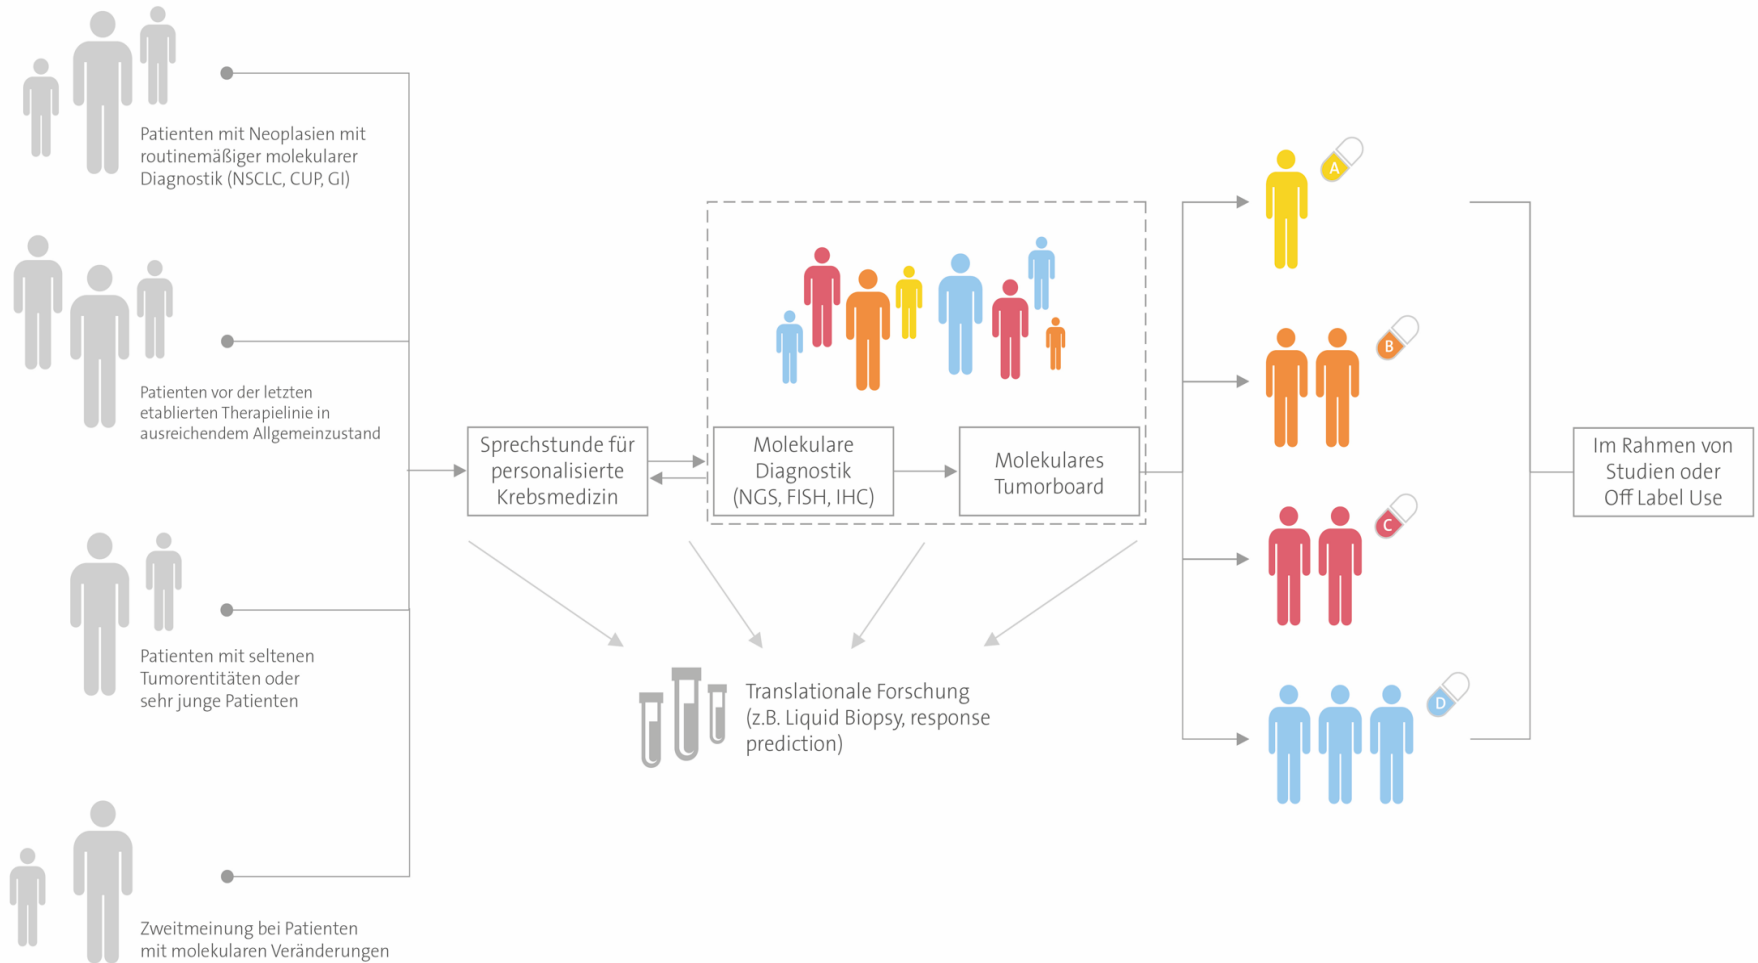 Patienten mit Neoplasien mit
routinemäßiger molekularer
Diagnostik (NSCLC, CUP, GI)
Patienten vor der letzten
etablierten Therapielinie in
ausreichendem Allgemeinzustand
Patienten mit seltenen
Tumorentitäten oder
sehr junge Patienten
Zweitmeinung bei Patienten
mit molekularen Veränderungen
Sprechstunde für
personalisierte
Krebsmedizin
Molekulare
Diagnostik
(NGS, FISH, IHC)
Molekulares
Tumorboard
Translationale Forschung
(z.B. Liquid Biopsy, response
prediction)
A
B
C
D
Im Rahmen von
Studien oder
Off Label Use